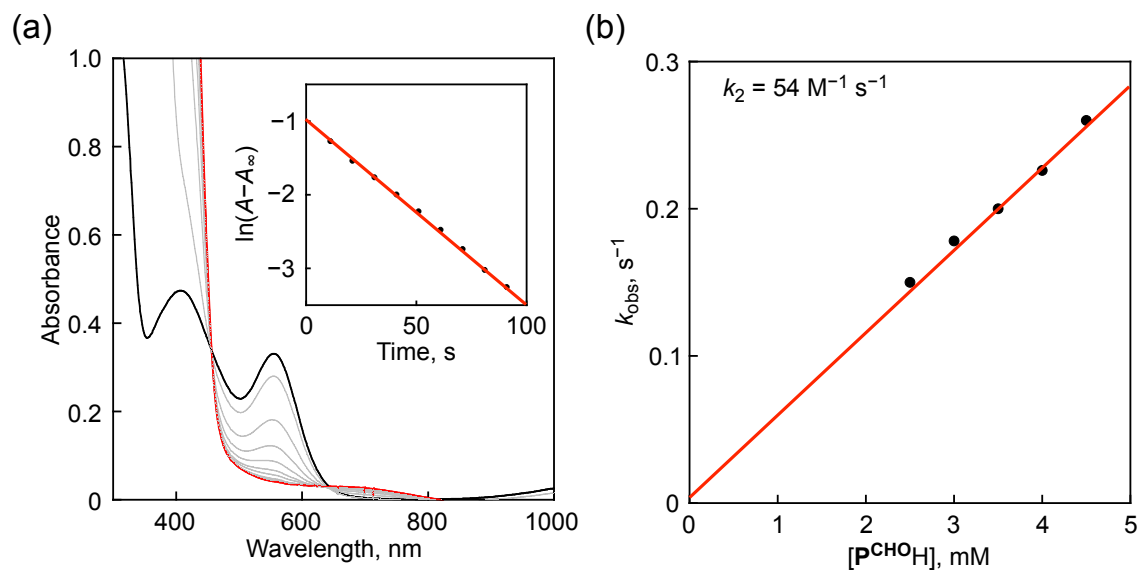 (a)
Absorbance
1.0
0.8
0.6
0.4
0.2
0
400
600
800
1000
Wavelength, nm
ln(A−A∞)
−1
−2
−3
0
50
100
Time, s
(b)
k₂ = 54 M⁻¹ s⁻¹
kobs, s⁻¹
0.3
0.2
0.1
0
0
1
2
3
4
5
[PᶜᴴᴼH], mM